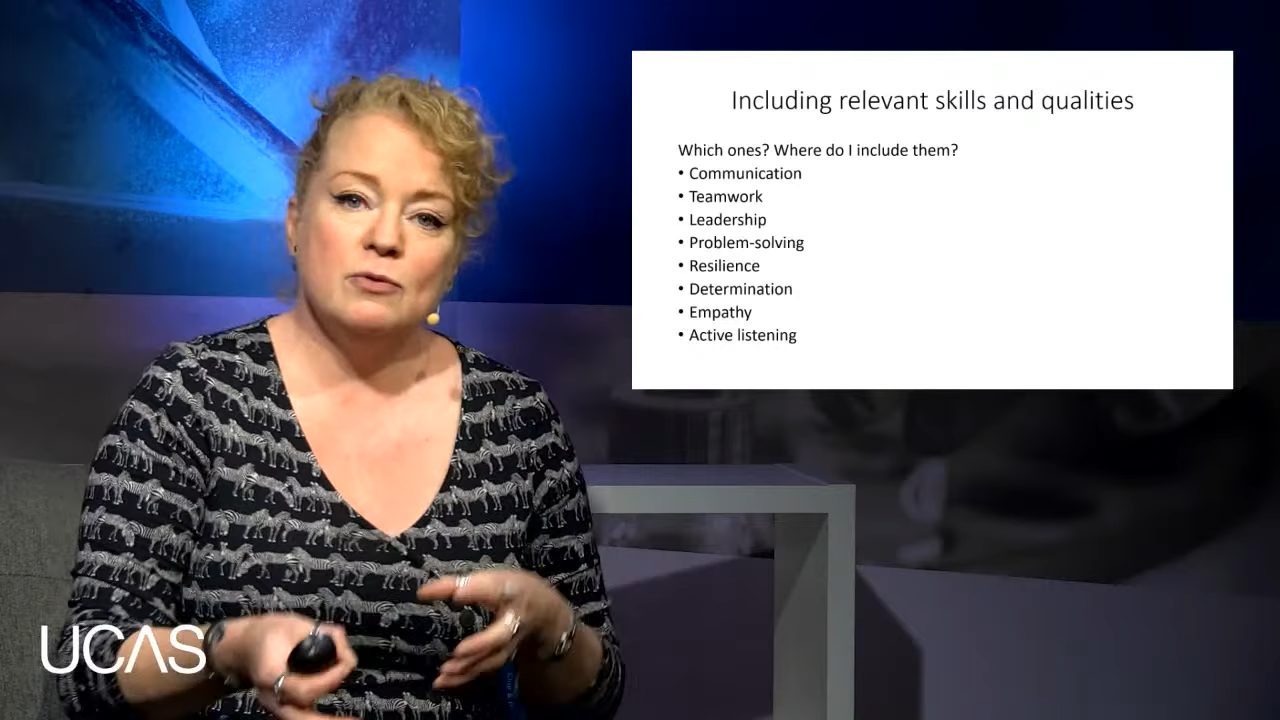 Including relevant skills and qualities
Which ones? Where do I include them?
• Communication
• Teamwork
• Leadership
• Problem-solving
• Resilience
• Determination
• Empathy
• Active listening
UCAS